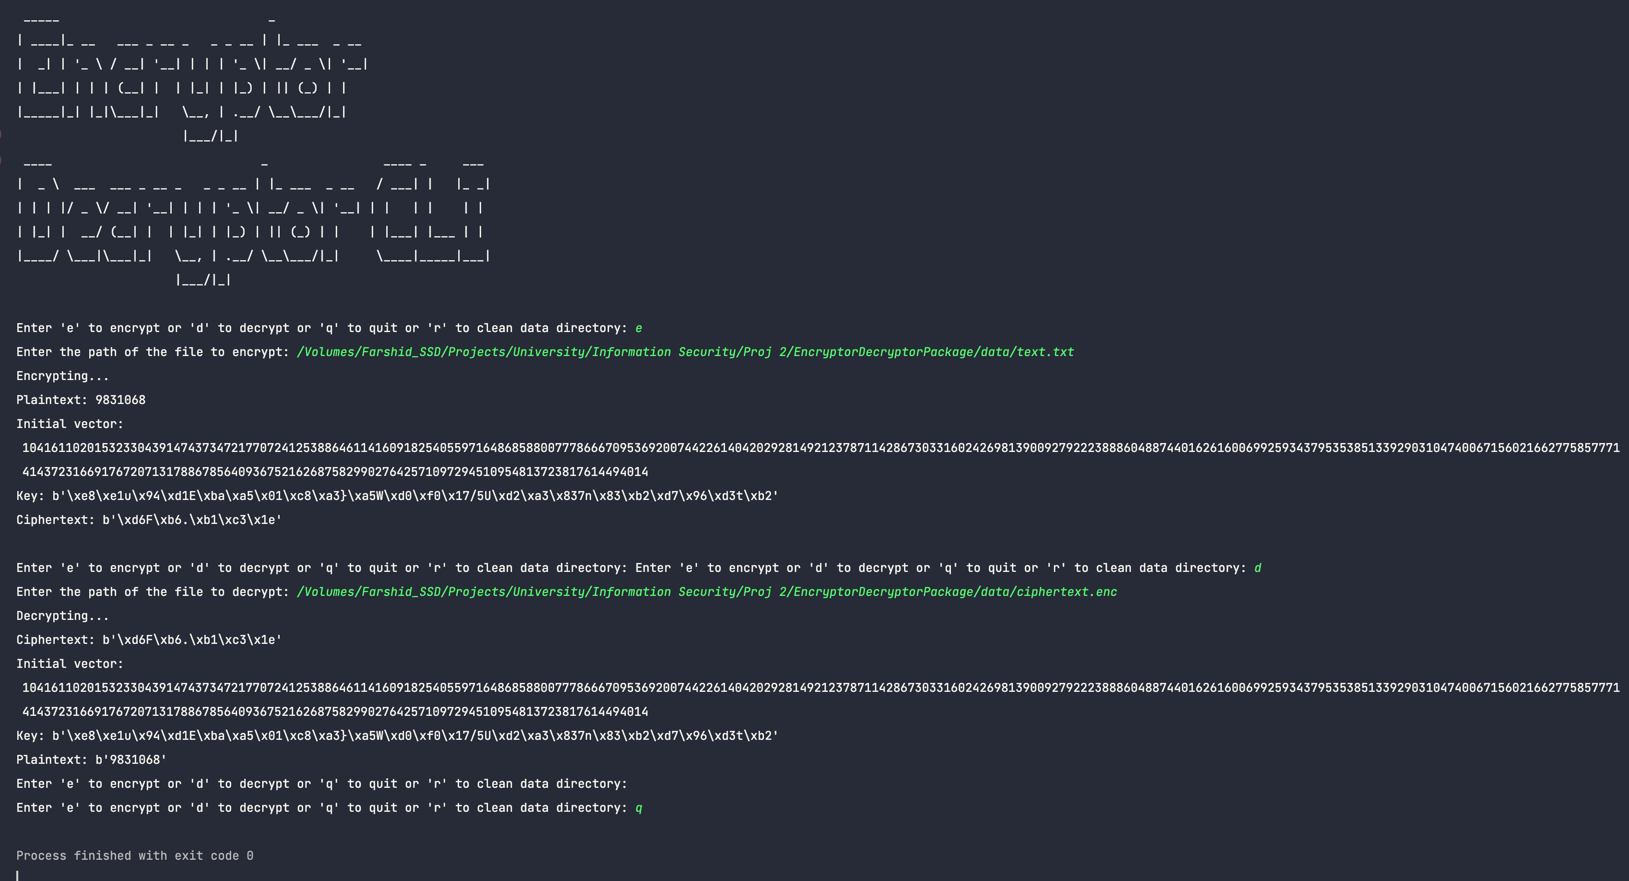 _____                             _
| ____|_ __   ___ _ __ _   _ _ __ | |_ ___  _ __
|  _| | '_ \ / __| '__| | | | '_ \| __/ _ \| '__|
| |___| | | | (__| |  | |_| | |_) | || (_) | |
|_____|_| |_|\___|_|   \__, | .__/ \__\___/|_|
                       |___/|_|
 ____                             _                ____ _     ___
|  _ \  ___  ___ _ __ _   _ _ __ | |_ ___  _ __   / ___| |   |_ _|
| | | |/ _ \/ __| '__| | | | '_ \| __/ _ \| '__| | |   | |    | |
| |_| |  __/ (__| |  | |_| | |_) | || (_) | |    | |___| |___ | |
|____/ \___|\___|_|   \__, | .__/ \__\___/|_|     \____|_____|___|
                      |___/|_|
Enter 'e' to encrypt or 'd' to decrypt or 'q' to quit or 'r' to clean data directory: e
Enter the path of the file to encrypt: /Volumes/Farshid_SSD/Projects/University/Information Security/Proj 2/EncryptorDecryptorPackage/data/text.txt
Encrypting...
Plaintext: 9831068
Initial vector:
104161102015323304391474373472177072412538864611416091825405597164868588007778666709536920074422614042029281492123787114286730331602426981390092792223888604887440162616006992593437953538513392903104740067156021662775857771
4143723166917672071317886785640936752162687582990276425710972945109548137238176144940​14
Key: b'\xe8\xe1u\x94\xd1E\xba\xa5\x01\xc8\xa3}\xa5W\xd0\xf0\x17/5U\xd2\xa3\x837n\x83\xb2\xd7\x96\xd3t\xb2'
Ciphertext: b'\xd6F\xb6.\xb1\xc3\x1e'
Enter 'e' to encrypt or 'd' to decrypt or 'q' to quit or 'r' to clean data directory: Enter 'e' to encrypt or 'd' to decrypt or 'q' to quit or 'r' to clean data directory: d
Enter the path of the file to decrypt: /Volumes/Farshid_SSD/Projects/University/Information Security/Proj 2/EncryptorDecryptorPackage/data/ciphertext.enc
Decrypting...
Ciphertext: b'\xd6F\xb6.\xb1\xc3\x1e'
Initial vector:
104161102015323304391474373472177072412538864611416091825405597164868588007778666709536920074422614042029281492123787114286730331602426981390092792223888604887440162616006992593437953538513392903104740067156021662775857771
414372316691767207131788678564093675216268758299027642571097294510954813723817614494014
Key: b'\xe8\xe1u\x94\xd1E\xba\xa5\x01\xc8\xa3}\xa5W\xd0\xf0\x17/5U\xd2\xa3\x837n\x83\xb2\xd7\x96\xd3t\xb2'
Plaintext: b'9831068'
Enter 'e' to encrypt or 'd' to decrypt or 'q' to quit or 'r' to clean data directory:
Enter 'e' to encrypt or 'd' to decrypt or 'q' to quit or 'r' to clean data directory: q
Process finished with exit code 0